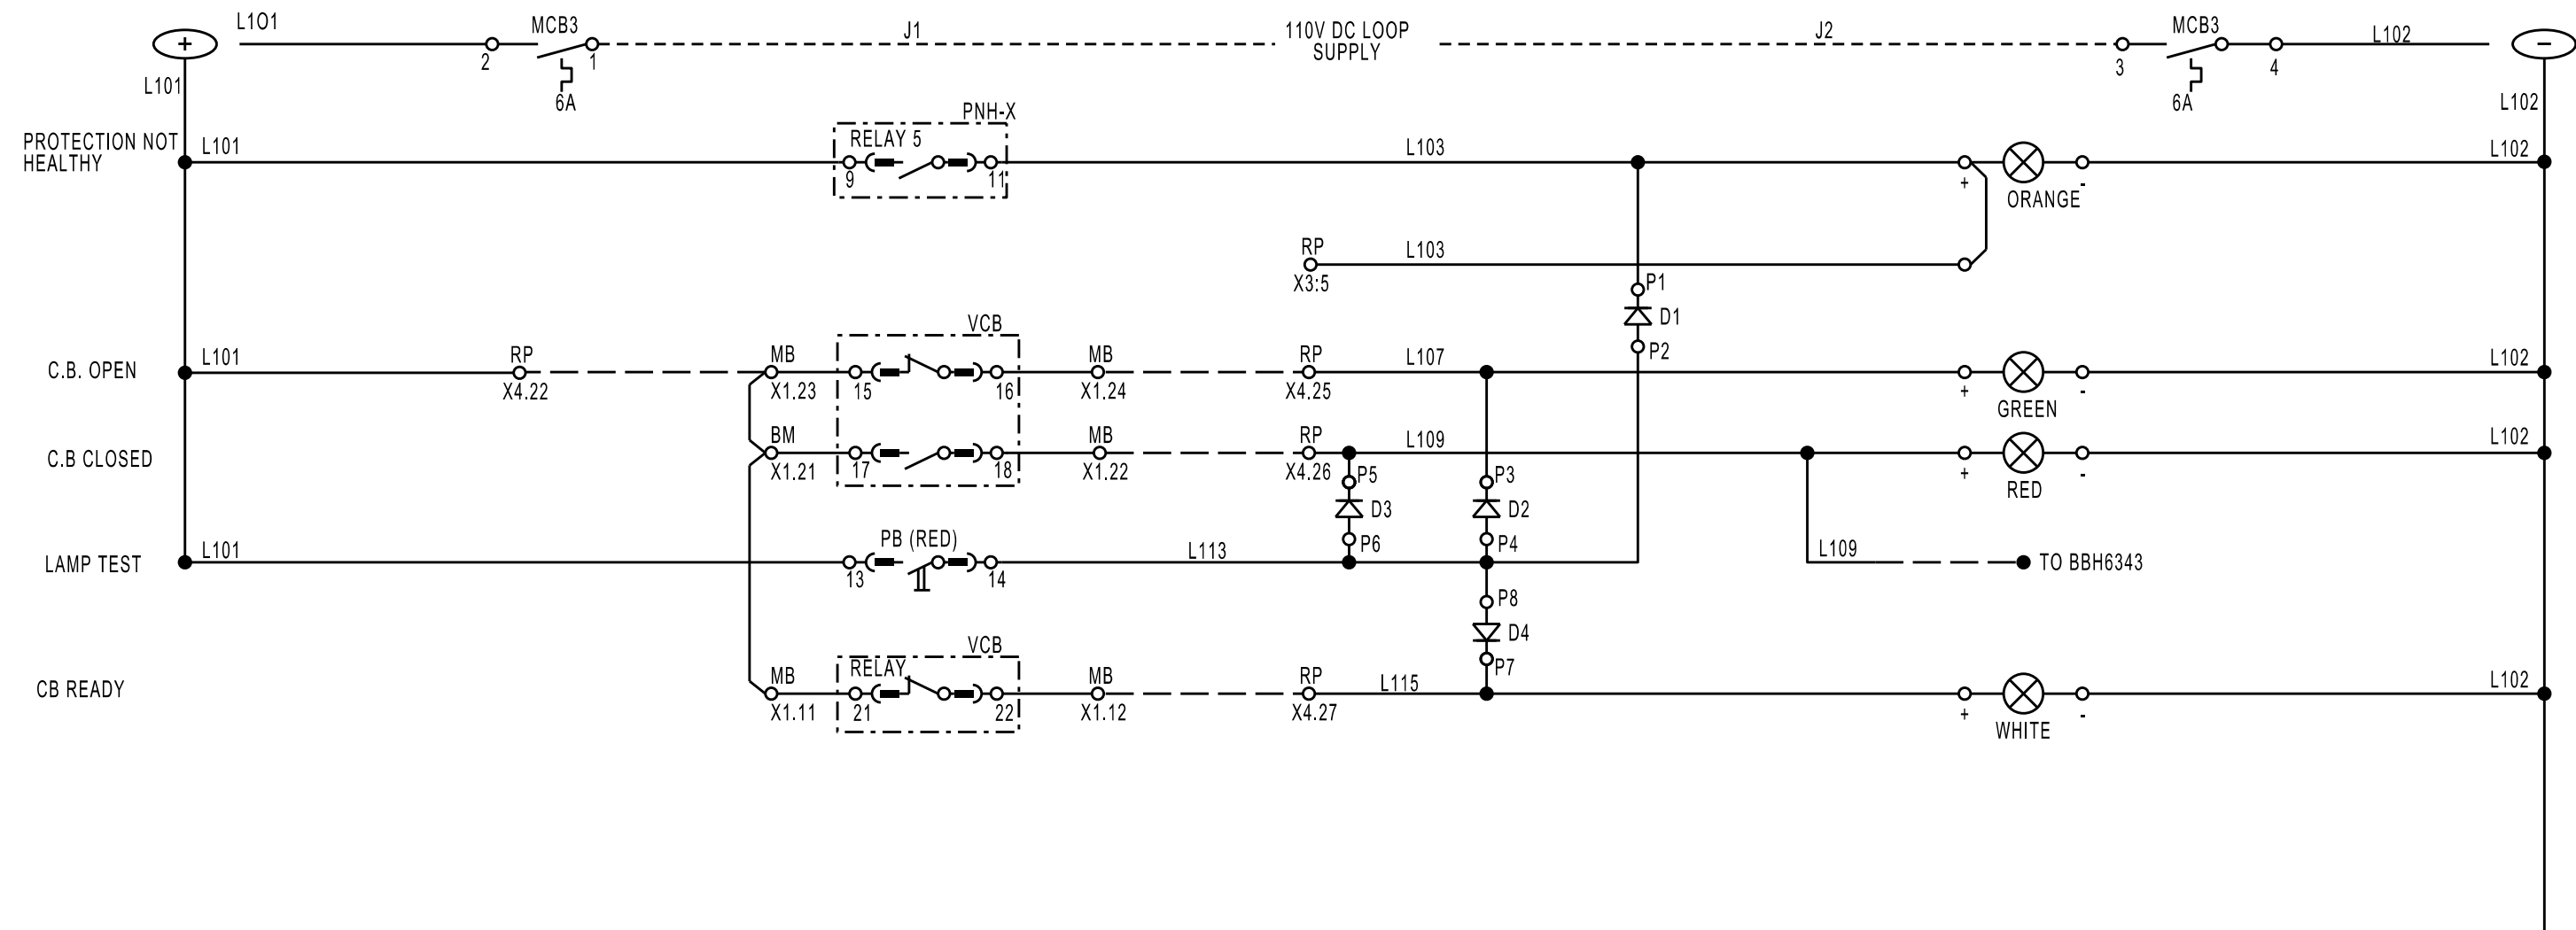 L1O1
MCB3
J1
110V DC LOOP
SUPPLY
J2
MCB3
L102
+
2
1
6A
3
4
6A
-
L101
L102
PROTECTION NOT
HEALTHY
L101
PNH-X
RELAY 5
9
11
L103
+
-
ORANGE
L102
RP
X3:5
L103
P1
D1
P2
C.B. OPEN
L101
RP
X4.22
MB
X1.23
VCB
15
16
MB
X1.24
RP
X4.25
L107
+
-
GREEN
L102
C.B CLOSED
BM
X1.21
17
18
MB
X1.22
RP
X4.26
L109
+
-
RED
L102
P5
D3
P6
P3
D2
P4
LAMP TEST
L101
PB (RED)
13
14
L113
L109
TO BBH6343
P8
D4
P7
CB READY
MB
X1.11
VCB
RELAY
21
22
MB
X1.12
RP
X4.27
L115
+
-
WHITE
L102